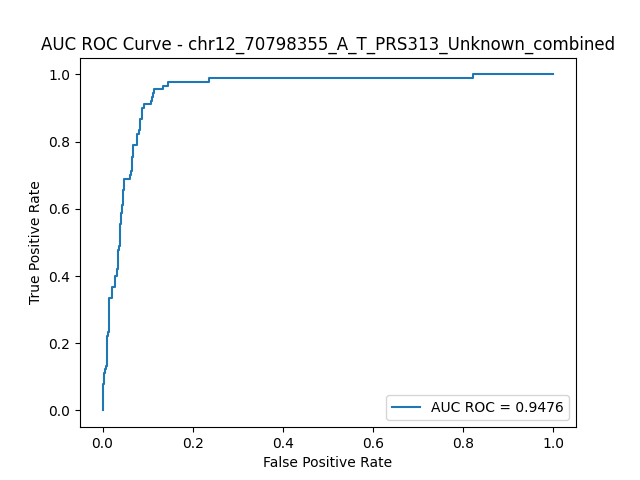 AUC ROC Curve - chr12_70798355_A_T_PRS313_Unknown_combined
1.0
0.8
0.6
0.4
0.2
0.0
True Positive Rate
AUC ROC = 0.9476
0.0 0.2 0.4 0.6 0.8 1.0
False Positive Rate